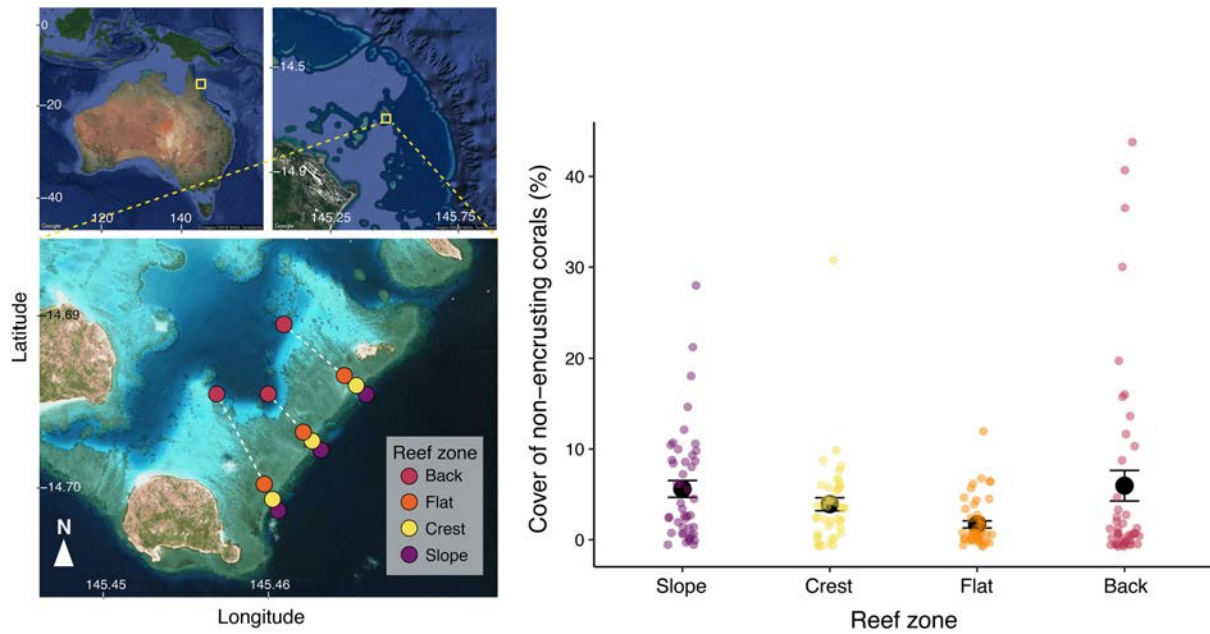 0
−20
−40
120
140
Google
−14.5
−14.9
145.25
145.75
Google
Latitude
−14.69
−14.70
145.45
145.46
Longitude
N
Reef zone
Back
Flat
Crest
Slope
Cover of non−encrusting corals (%)
40
30
20
10
0
Slope
Crest
Flat
Back
Reef zone